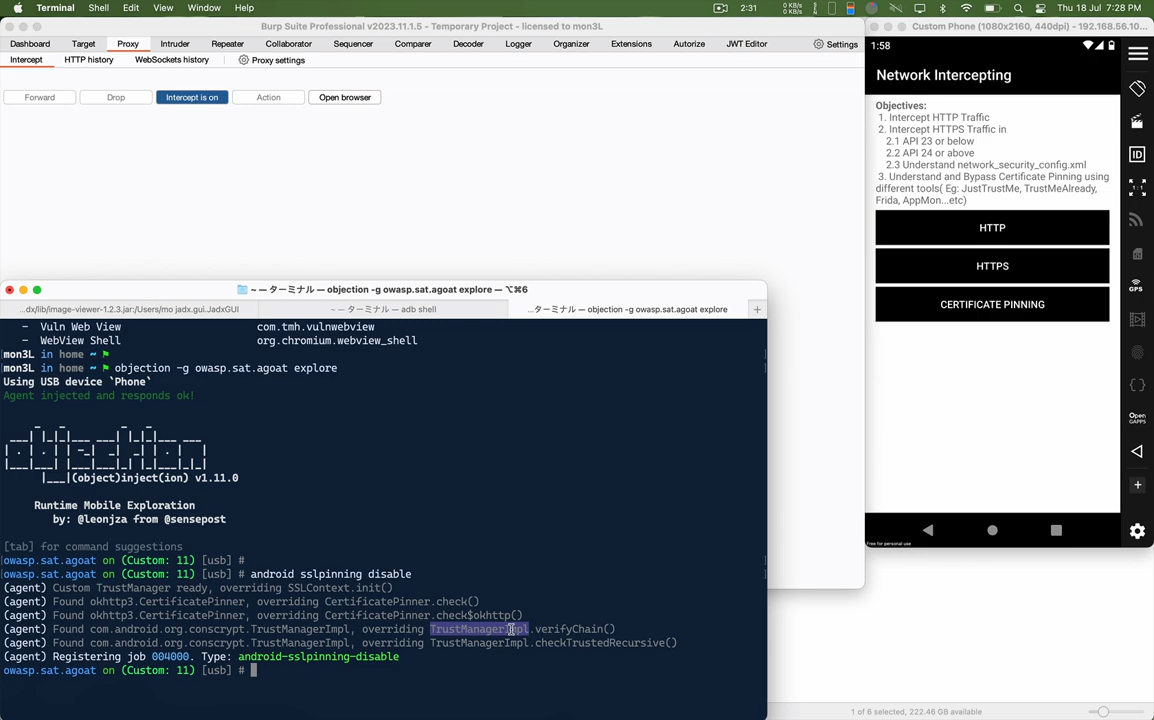 Terminal Shell Edit View Window Help 2:31 0 KB/s 0 KB/s Thu 18 Jul 7:28 PM
Burp Suite Professional v2023.11.1.5 - Temporary Project - licensed to mon3L
Dashboard Target Proxy Intruder Repeater Collaborator Sequencer Comparer Decoder Logger Organizer Extensions Autorize JWT Editor Settings
Intercept HTTP history WebSockets history Proxy settings
Forward Drop Intercept is on Action Open browser
Custom Phone (1080x2160, 440dpi) - 192.168.56.10...
1:58
Network Intercepting
Objectives:
1. Intercept HTTP Traffic
2. Intercept HTTPS Traffic in
2.1 API 23 or below
2.2 API 24 or above
2.3 Understand network_security_config.xml
3. Understand and Bypass Certificate Pinning using
different tools( Eg: JustTrustMe, TrustMeAlready,
Frida, AppMon...etc)
HTTP
HTTPS
CERTIFICATE PINNING
Free for personal use
ID
1:1
GPS
Open
GAPPS
~ — ターミナル — objection -g owasp.sat.agoat explore — ⌥⌘6
...dx/lib/image-viewer-1.2.3.jar:/Users/mo jadx.gui.JadxGUI ~ — ターミナル — adb shell ...ターミナル — objection -g owasp.sat.agoat explore +
- Vuln Web View com.tmh.vulnwebview
- WebView Shell org.chromium.webview_shell
mon3L in home ~
mon3L in home ~ objection -g owasp.sat.agoat explore
Using USB device `Phone`
Agent injected and responds ok!
|___|(object)inject(ion) v1.11.0
Runtime Mobile Exploration
by: @leonjza from @sensepost
[tab] for command suggestions
owasp.sat.agoat on (Custom: 11) [usb] #
owasp.sat.agoat on (Custom: 11) [usb] # android sslpinning disable
(agent) Custom TrustManager ready, overriding SSLContext.init()
(agent) Found okhttp3.CertificatePinner, overriding CertificatePinner.check()
(agent) Found okhttp3.CertificatePinner, overriding CertificatePinner.check$okhttp()
(agent) Found com.android.org.conscrypt.TrustManagerImpl, overriding TrustManagerImpl.verifyChain()
(agent) Found com.android.org.conscrypt.TrustManagerImpl, overriding TrustManagerImpl.checkTrustedRecursive()
(agent) Registering job 004000. Type: android-sslpinning-disable
owasp.sat.agoat on (Custom: 11) [usb] #
1 of 6 selected, 222.46 GB available